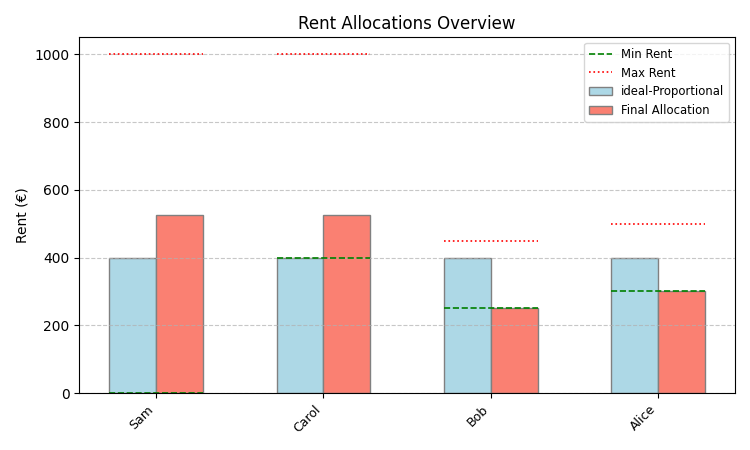 Rent Allocations Overview
Min Rent
Max Rent
ideal-Proportional
Final Allocation
Rent (€)
1000
800
600
400
200
0
Sam
Carol
Bob
Alice